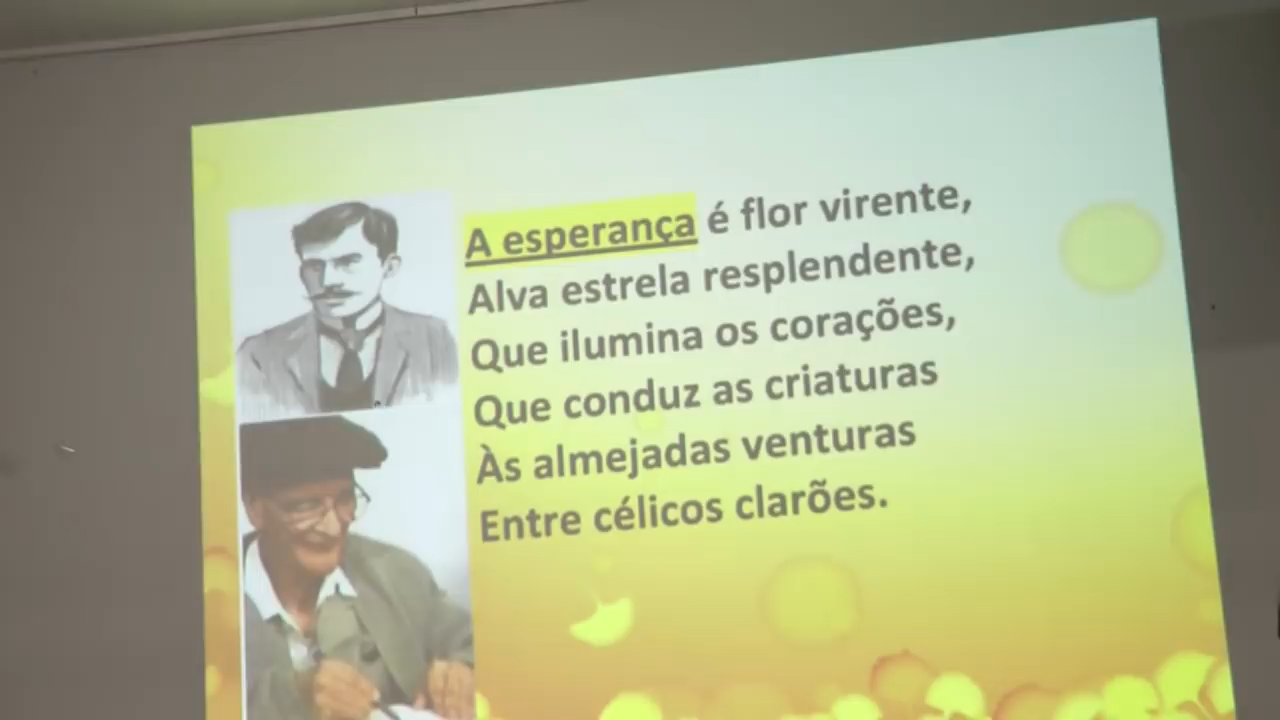 A esperança é flor virente,
Alva estrela resplendente,
Que ilumina os corações,
Que conduz as criaturas
Às almejadas venturas
Entre célicos clarões.